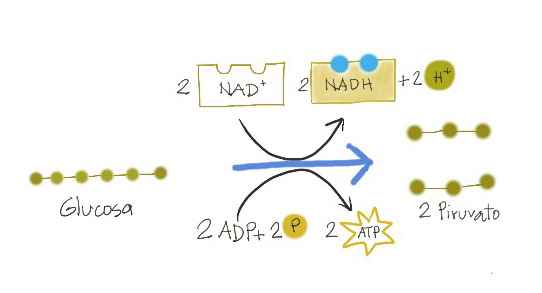 2 NAD⁺ 2 NADH + 2 H⁺
Glucosa
2 Piruvato
2 ADP + 2 P 2 ATP